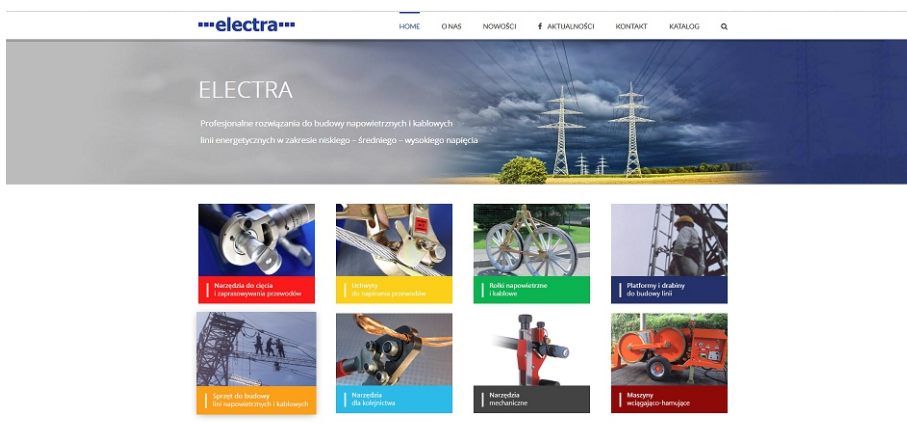 electra
HOME
O NAS
NOWOŚCI
AKTUALNOŚCI
KONTAKT
KATALOG
ELECTRA
Profesjonalne rozwiązania do budowy napowietrznych i kablowych
linii energetycznych w zakresie niskiego – średniego – wysokiego napięcia
Narzędzia do cięcia
i zaprasowywania przewodów
Uchwyty
do napinania przewodów
Rolki napowietrzne
i kablowe
Platformy i drabiny
do budowy linii
Sprzęt do budowy
lini napowietrznych i kablowych
Narzędzia
dla kolejnictwa
Narzędzia
mechaniczne
Maszyny
wciągająco-hamujące